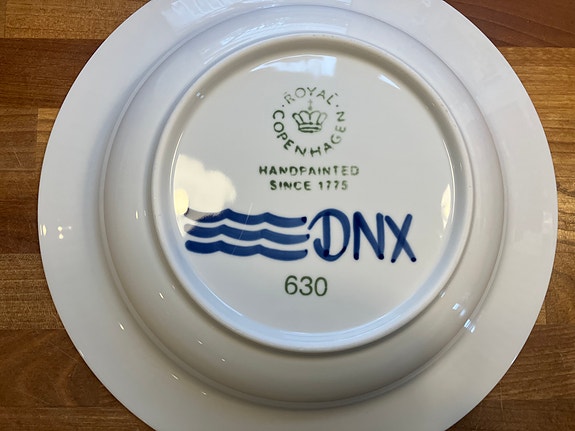 ROYAL
COPENHAGEN
HANDPAINTED
SINCE 1775
DNX
630